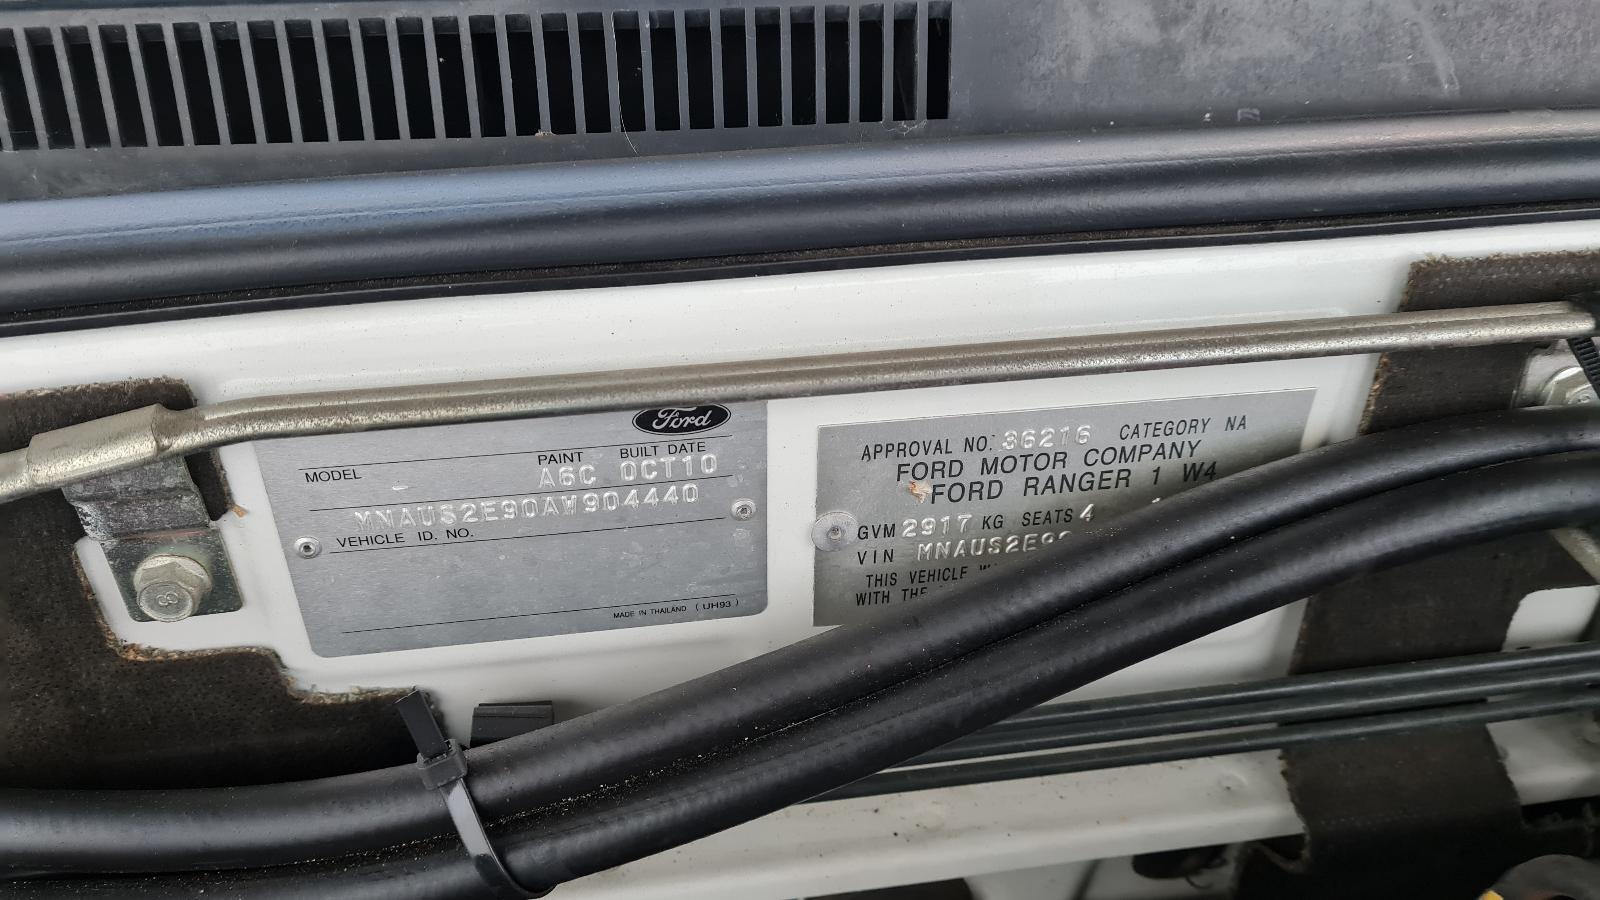 Ford
MODEL PAINT BUILT DATE
A6C OCT10
MNAUS2E90AW904440
VEHICLE ID. NO.
MADE IN THAILAND (UH93)
APPROVAL NO. 36216 CATEGORY NA
FORD MOTOR COMPANY
FORD RANGER 1 W4
GVM 2917 KG SEATS 4
VIN MNAUS2E9
THIS VEHICLE
WITH THE
8